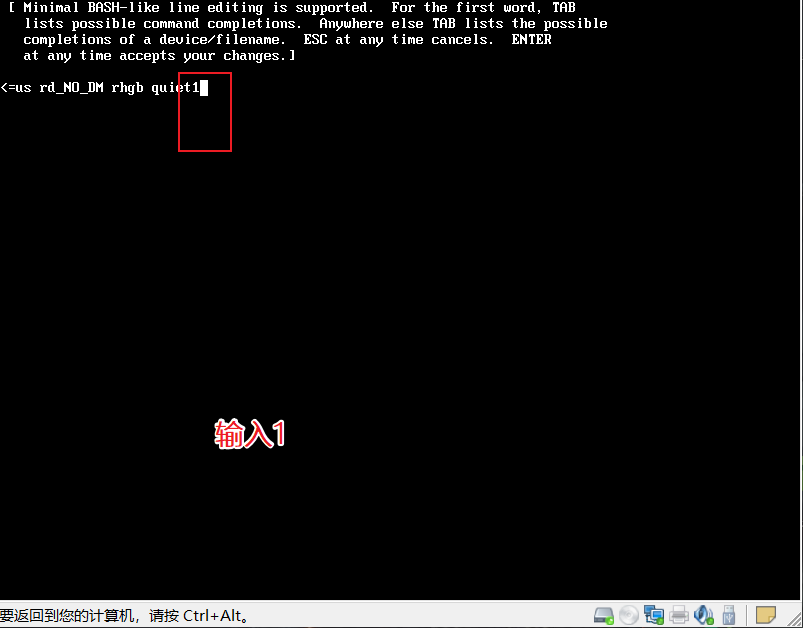 [ Minimal BASH-like line editing is supported.  For the first word, TAB
lists possible command completions.  Anywhere else TAB lists the possible
completions of a device/filename.  ESC at any time cancels.  ENTER
at any time accepts your changes.]
<=us rd_NO_DM rhgb quiet1
输入1
要返回到您的计算机，请按 Ctrl+Alt。